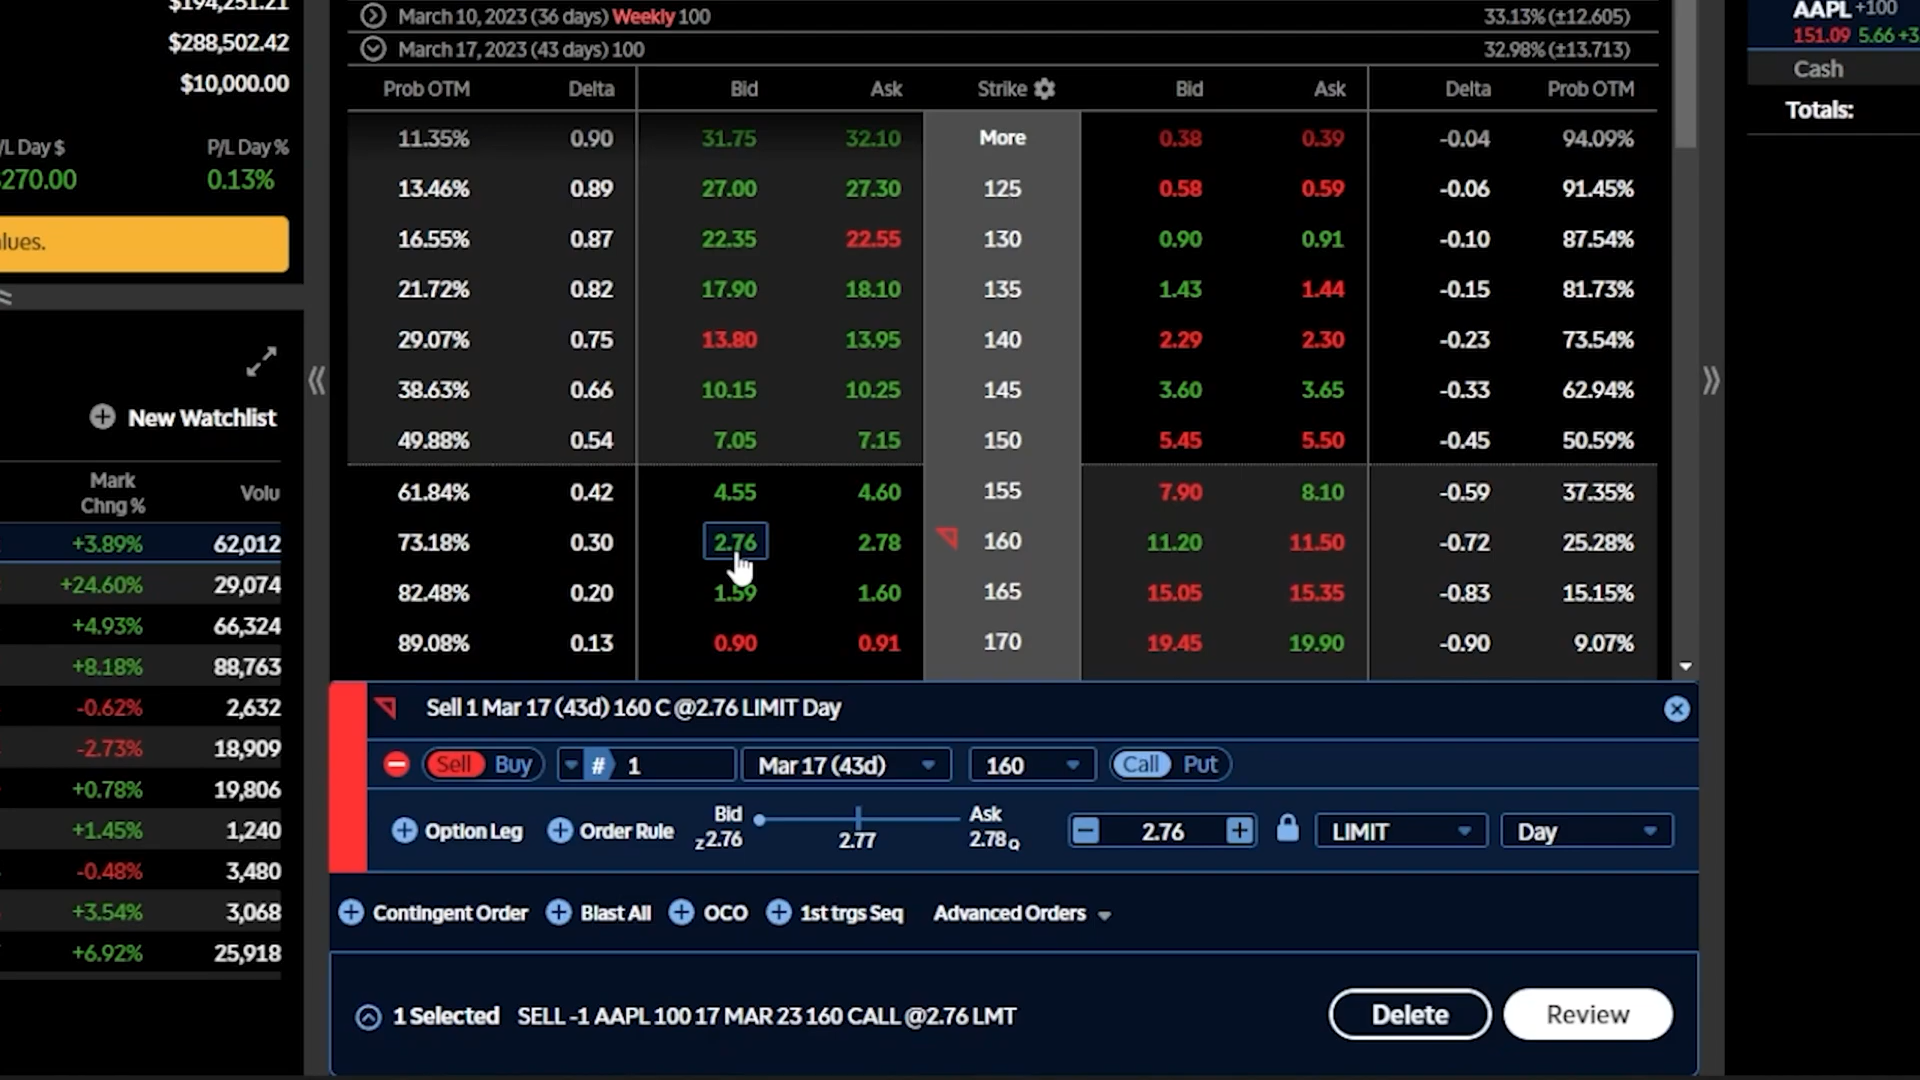 $194,251.21
$288,502.42
$10,000.00
P/L Day %
270.00 0.13%
lues.
New Watchlist
Mark
Chng % Volu
+3.89% 62,012
+24.60% 29,074
+4.93% 66,324
+8.18% 88,763
-0.62% 2,632
-2.73% 18,909
+0.78% 19,806
+1.45% 1,240
-0.48% 3,480
+3.54% 3,068
+6.92% 25,918
March 10, 2023 (36 days) Weekly 100 33.13% (±12.605)
March 17, 2023 (43 days) 100 32.98% (±13.713)
Prob OTM Delta Bid Ask Strike Bid Ask Delta Prob OTM
11.35% 0.90 31.75 32.10 More 0.38 0.39 -0.04 94.09%
13.46% 0.89 27.00 27.30 125 0.58 0.59 -0.06 91.45%
16.55% 0.87 22.35 22.55 130 0.90 0.91 -0.10 87.54%
21.72% 0.82 17.90 18.10 135 1.43 1.44 -0.15 81.73%
29.07% 0.75 13.80 13.95 140 2.29 2.30 -0.23 73.54%
38.63% 0.66 10.15 10.25 145 3.60 3.65 -0.33 62.94%
49.88% 0.54 7.05 7.15 150 5.45 5.50 -0.45 50.59%
61.84% 0.42 4.55 4.60 155 7.90 8.10 -0.59 37.35%
73.18% 0.30 2.76 2.78 160 11.20 11.50 -0.72 25.28%
82.48% 0.20 1.59 1.60 165 15.05 15.35 -0.83 15.15%
89.08% 0.13 0.90 0.91 170 19.45 19.90 -0.90 9.07%
Sell 1 Mar 17 (43d) 160 C @2.76 LIMIT Day
Sell Buy # 1 Mar 17 (43d) 160 Call Put
Option Leg Order Rule Bid z2.76 2.77 Ask 2.78Q 2.76 LIMIT Day
Contingent Order Blast All OCO 1st trgs Seq Advanced Orders
1 Selected SELL -1 AAPL 100 17 MAR 23 160 CALL @2.76 LMT Delete Review
AAPL +100
151.09 5.66 +3
Cash
Totals: